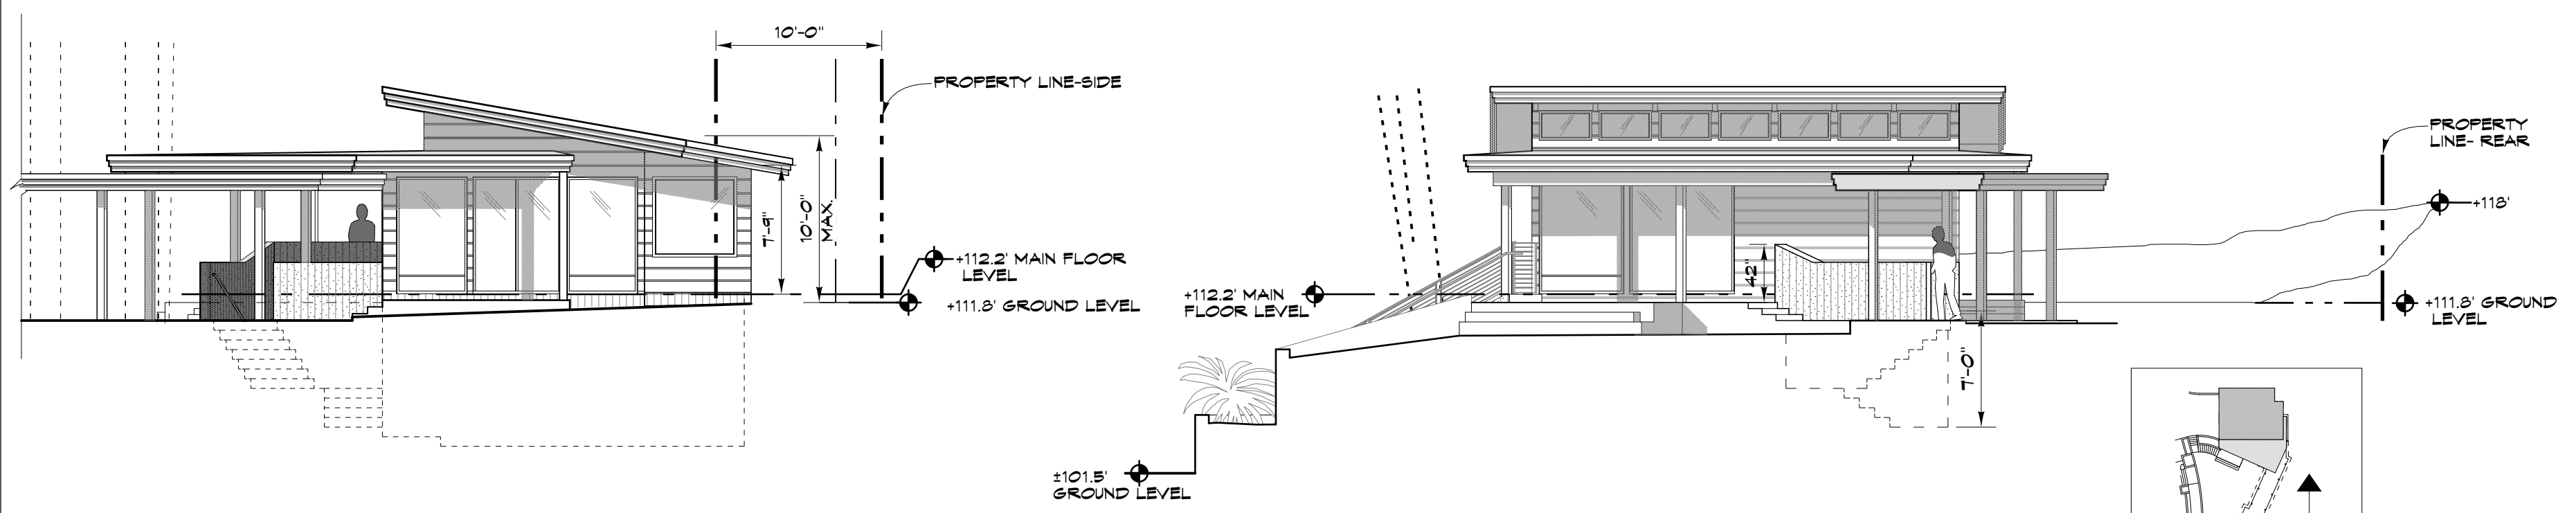 10'-0"
PROPERTY LINE-SIDE
7'-9"
10'-0"
MAX.
+112.2' MAIN FLOOR
LEVEL
+111.8' GROUND LEVEL
PROPERTY
LINE- REAR
+118'
42"
+112.2' MAIN
FLOOR LEVEL
+111.8' GROUND
LEVEL
7'-0"
±101.5'
GROUND LEVEL